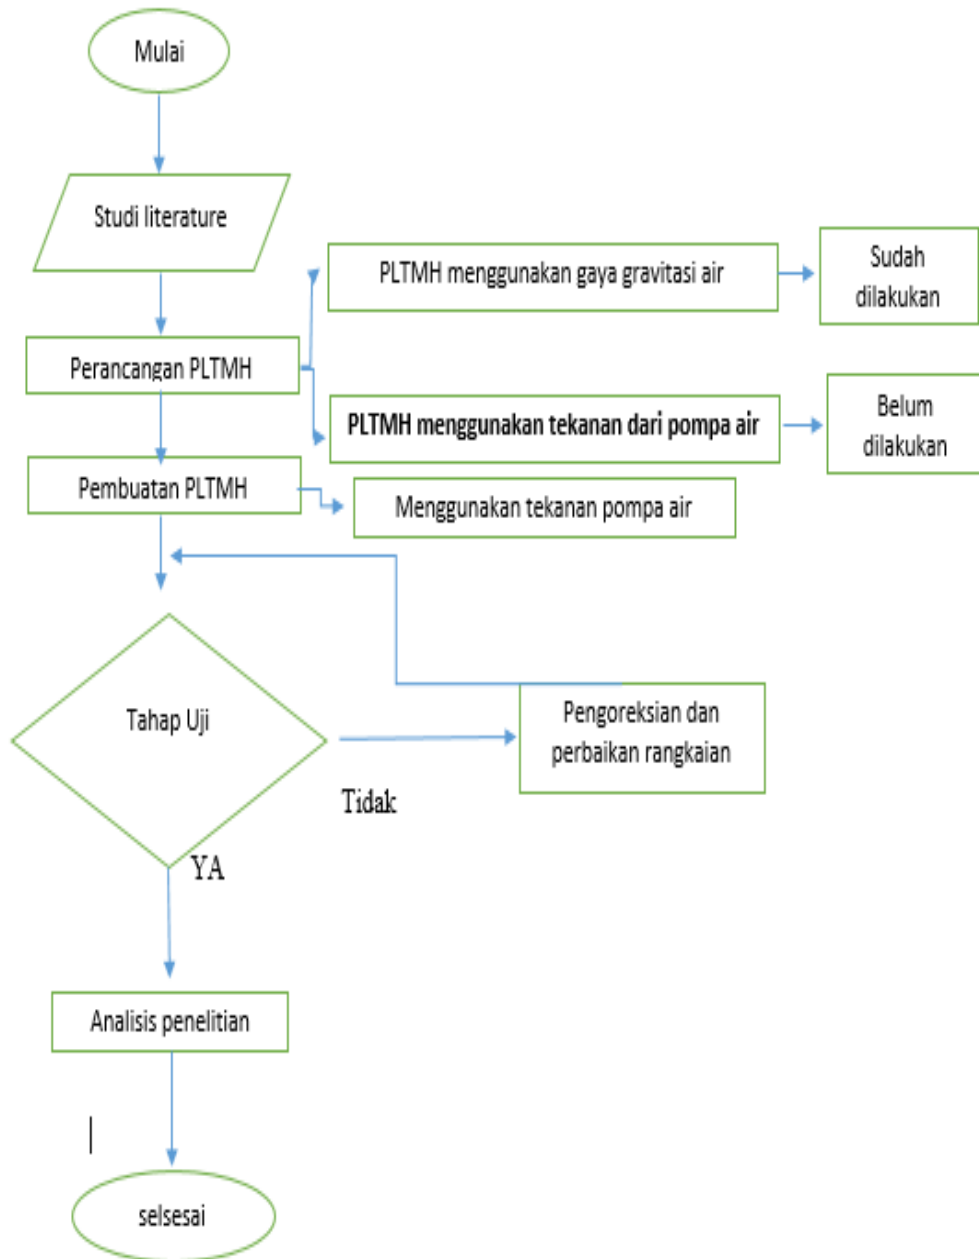 Mulai
Studi literature
PLTMH menggunakan gaya gravitasi air
Sudah
dilakukan
Perancangan PLTMH
PLTMH menggunakan tekanan dari pompa air
Belum
dilakukan
Pembuatan PLTMH
Menggunakan tekanan pompa air
Tahap Uji
Pengoreksian dan
perbaikan rangkaian
Tidak
YA
Analisis penelitian
selsesai